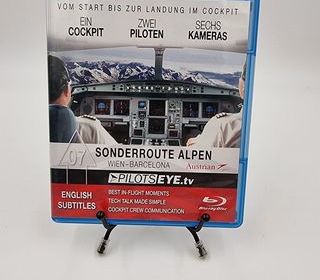 VOM START BIS ZUR LANDUNG IM COCKPIT
EIN COCKPIT
ZWEI PILOTEN
SECHS KAMERAS
07
SONDERROUTE ALPEN
WIEN-BARCELONA
Austrian
PILOTSEYE.tv
ENGLISH SUBTITLES
BEST IN-FLIGHT MOMENTS
TECH TALK MADE SIMPLE
COCKPIT CREW COMMUNICATION
Blu-ray Disc